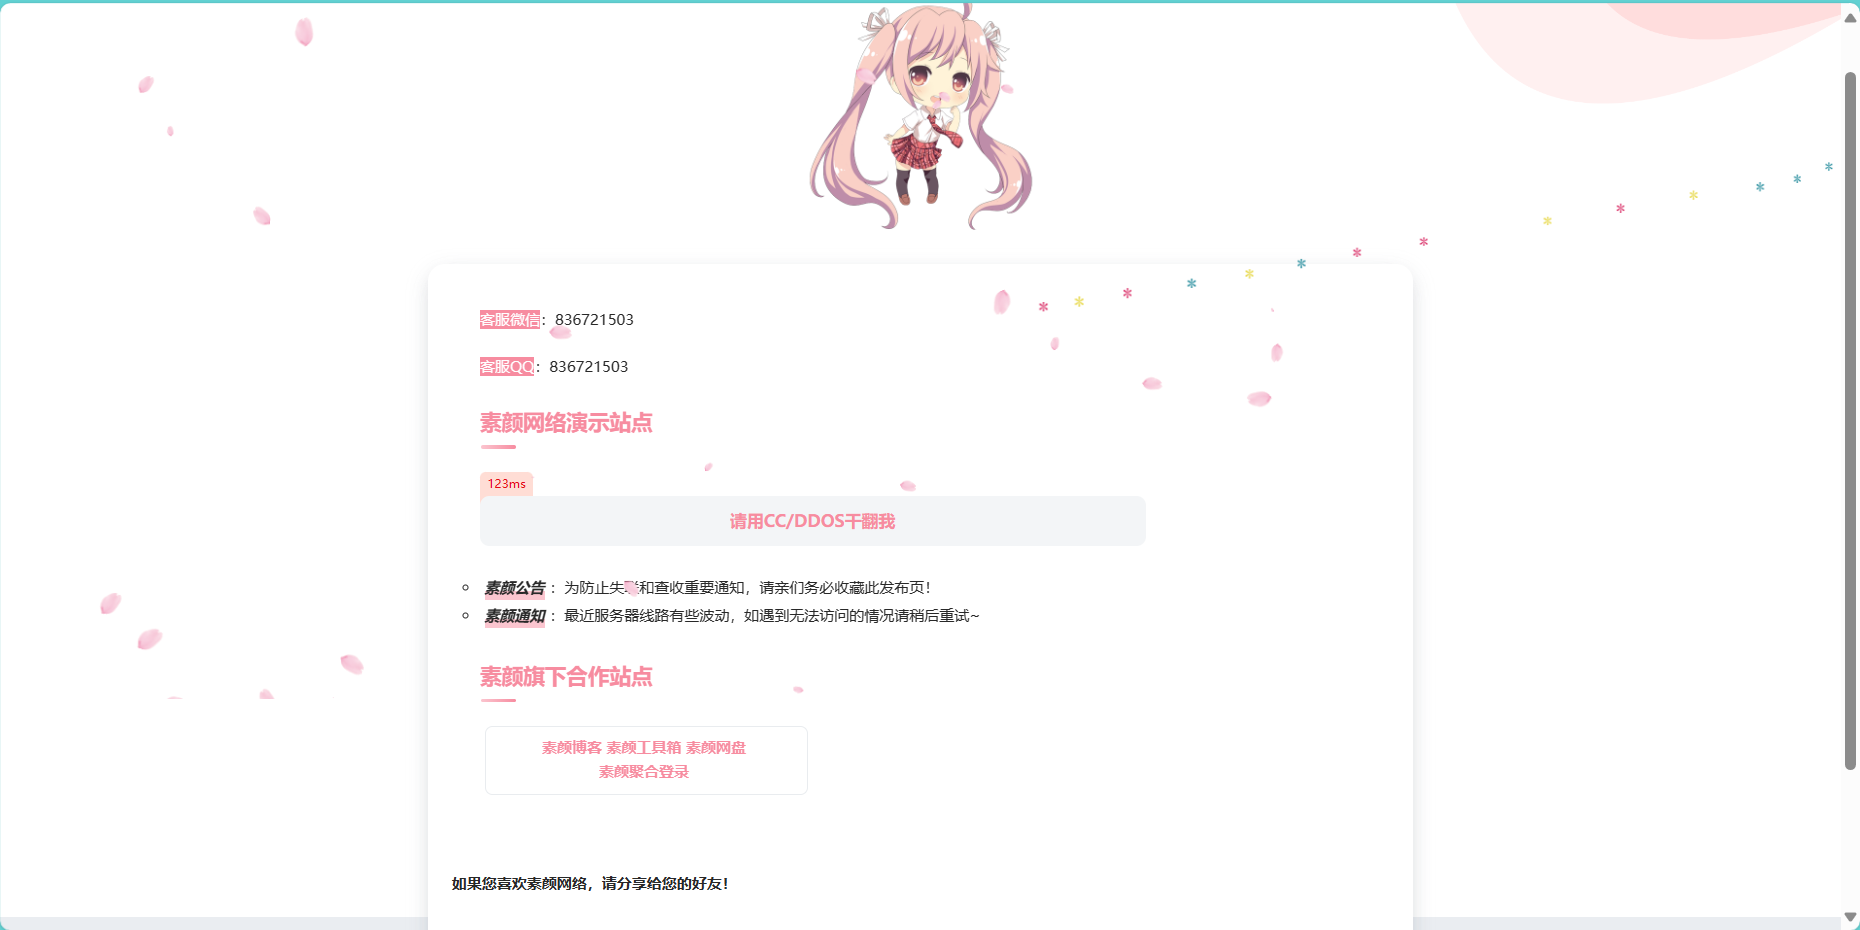 客服微信：836721503
客服QQ：836721503
素颜网络演示站点
123ms
请用CC/DDOS干翻我
素颜公告：为防止失联和查收重要通知，请亲们务必收藏此发布页！
素颜通知：最近服务器线路有些波动，如遇到无法访问的情况请稍后重试~
素颜旗下合作站点
素颜博客 素颜工具箱 素颜网盘
素颜聚合登录
如果您喜欢素颜网络，请分享给您的好友！